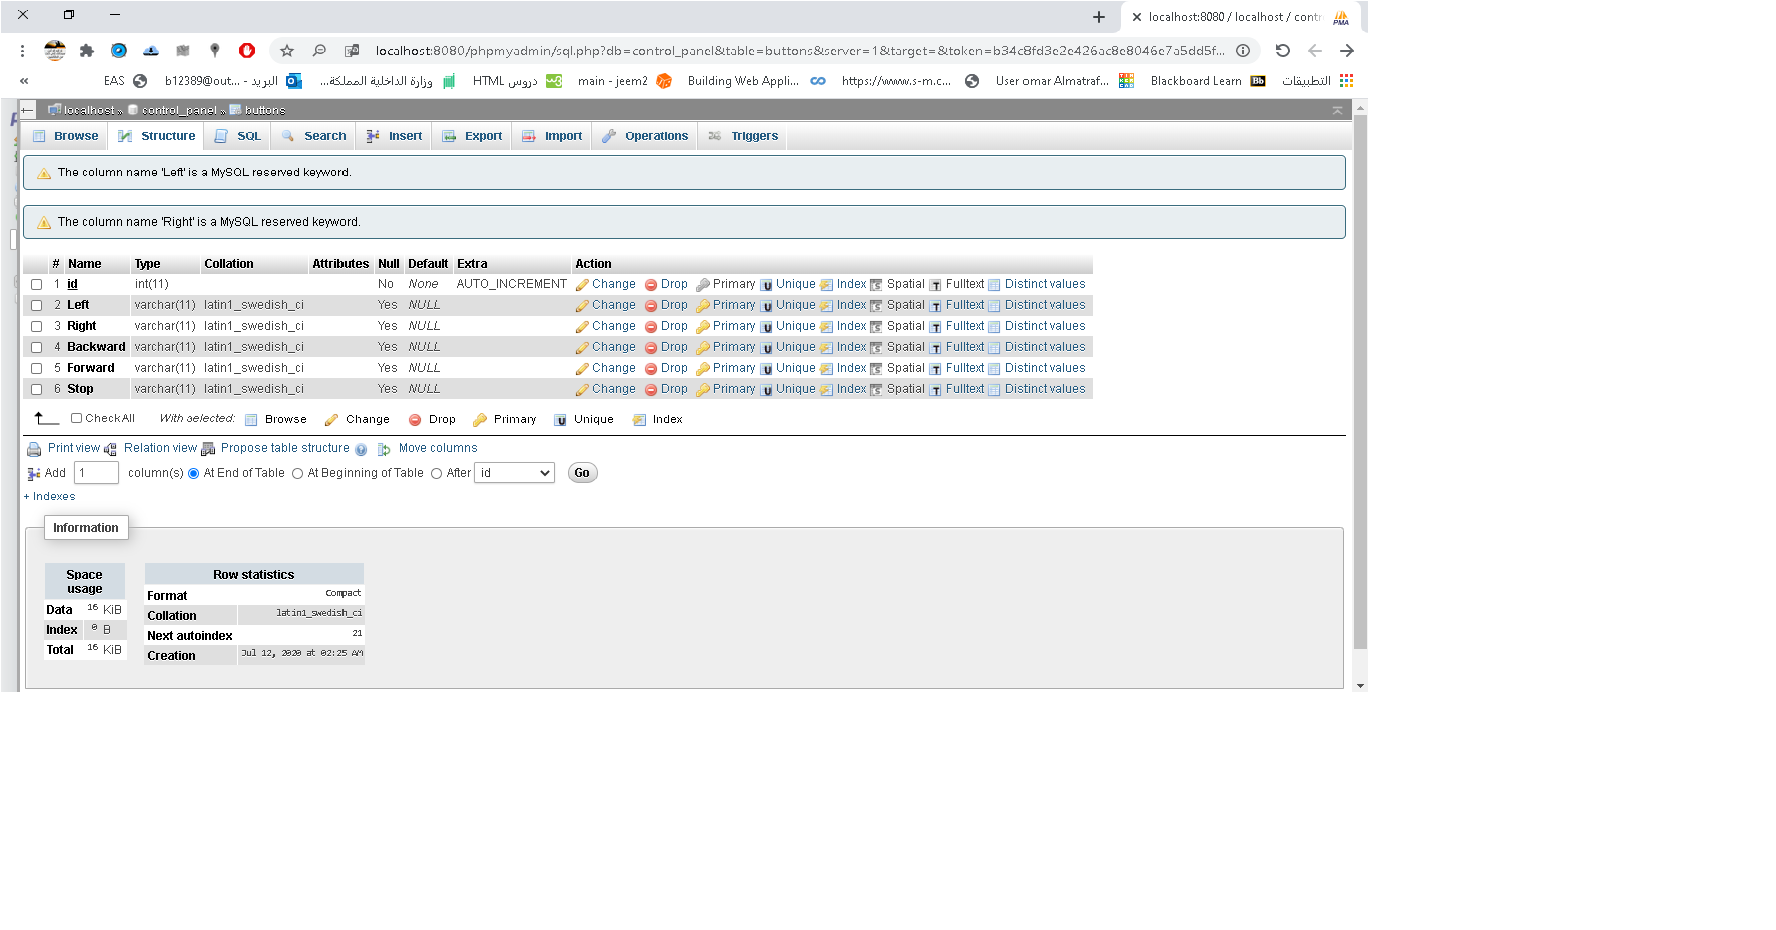 localhost:8080 / localhost / contr
PMA
localhost:8080/phpmyadmin/sql.php?db=control_panel&table=buttons&server=1&target=&token=b34c8fd3e2e426ac8e8046e7a5dd5f...
« EAS البريد - b12389@out... وزارة الداخلية المملكة... دروس HTML main - jeem2 Building Web Appli... https://www.s-m.c... User omar Almatraf... Blackboard Learn Bb التطبيقات
localhost » control_panel » buttons
Browse Structure SQL Search Insert Export Import Operations Triggers
The column name 'Left' is a MySQL reserved keyword.
The column name 'Right' is a MySQL reserved keyword.
# Name Type Collation Attributes Null Default Extra Action
1 id int(11) No None AUTO_INCREMENT Change Drop Primary Unique Index Spatial Fulltext Distinct values
2 Left varchar(11) latin1_swedish_ci Yes NULL Change Drop Primary Unique Index Spatial Fulltext Distinct values
3 Right varchar(11) latin1_swedish_ci Yes NULL Change Drop Primary Unique Index Spatial Fulltext Distinct values
4 Backward varchar(11) latin1_swedish_ci Yes NULL Change Drop Primary Unique Index Spatial Fulltext Distinct values
5 Forward varchar(11) latin1_swedish_ci Yes NULL Change Drop Primary Unique Index Spatial Fulltext Distinct values
6 Stop varchar(11) latin1_swedish_ci Yes NULL Change Drop Primary Unique Index Spatial Fulltext Distinct values
Check All With selected: Browse Change Drop Primary Unique Index
Print view Relation view Propose table structure Move columns
Add 1 column(s) At End of Table At Beginning of Table After id Go
+ Indexes
Information
Space usage
Data 16 KiB
Index 0 B
Total 16 KiB
Row statistics
Format Compact
Collation latin1_swedish_ci
Next autoindex 21
Creation Jul 12, 2020 at 02:25 AM